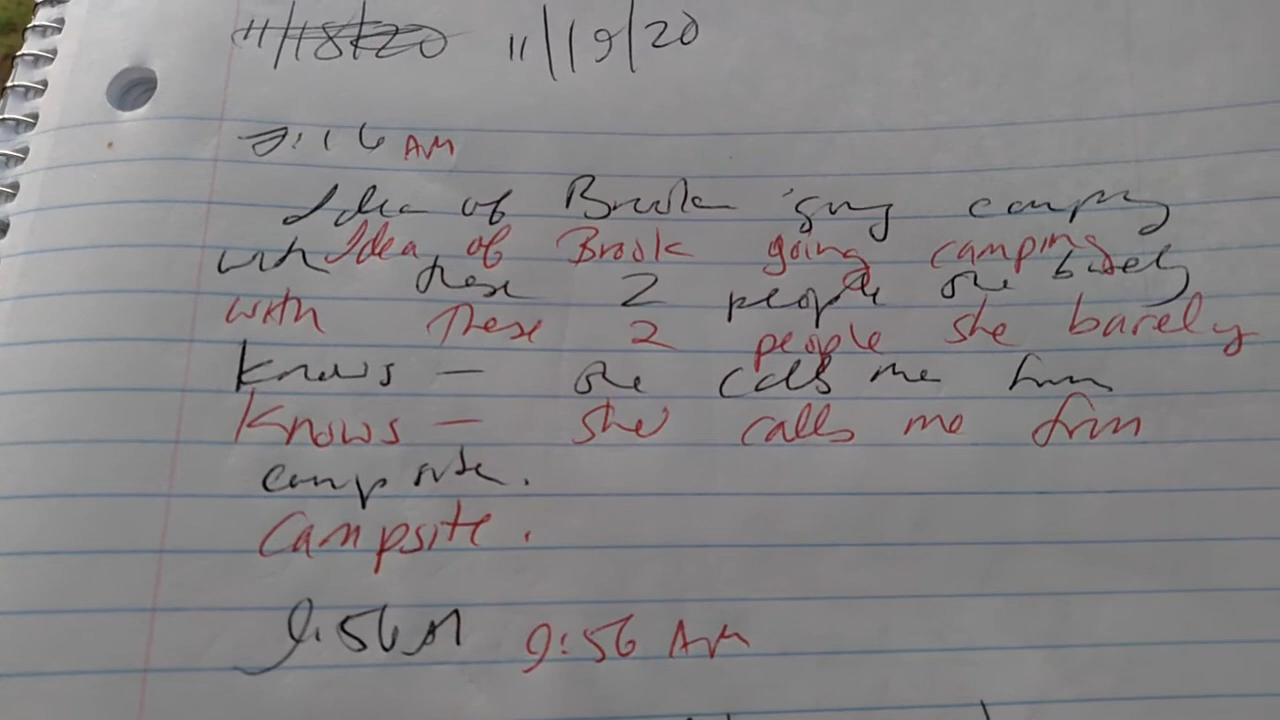 11/18/20 11/19/20
7:16 AM
Idea of Brook going camping
Idea of Brook going camping
with these 2 people she barely
with these 2 people she barely
knows — she calls me from
Knows — she calls me from
campsite.
Campsite.
9:56 AM 9:56 AM